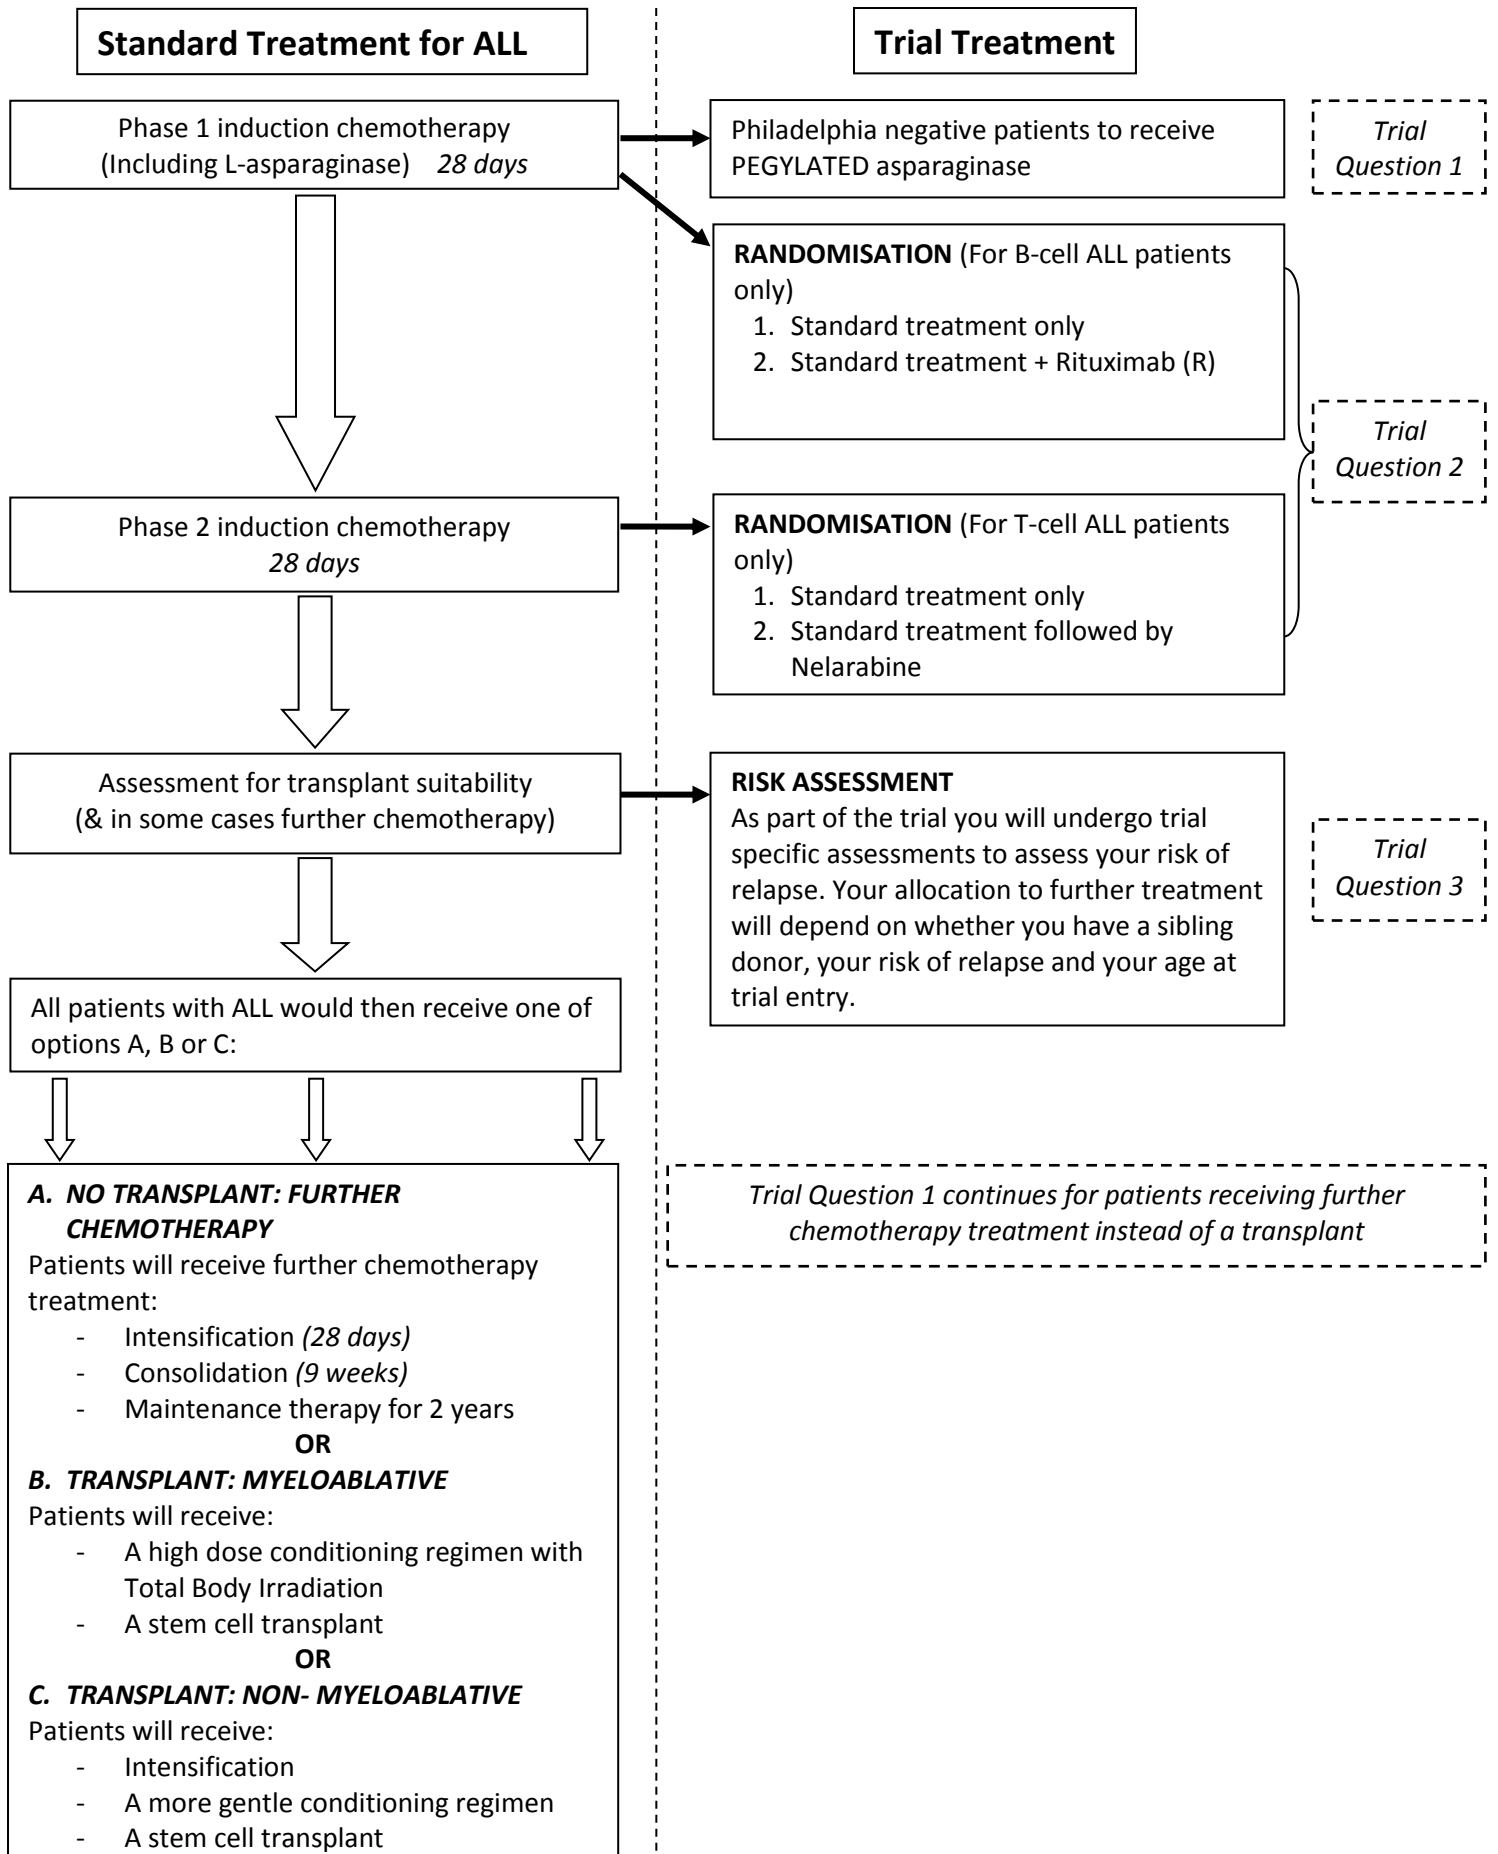 Standard Treatment for ALL
Trial Treatment
Phase 1 induction chemotherapy
(Including L-asparaginase) 28 days
Philadelphia negative patients to receive
PEGYLATED asparaginase
Trial
Question 1
RANDOMISATION (For B-cell ALL patients
only)
1. Standard treatment only
2. Standard treatment + Rituximab (R)
Trial
Question 2
Phase 2 induction chemotherapy
28 days
RANDOMISATION (For T-cell ALL patients
only)
1. Standard treatment only
2. Standard treatment followed by
Nelarabine
Assessment for transplant suitability
(& in some cases further chemotherapy)
RISK ASSESSMENT
As part of the trial you will undergo trial
specific assessments to assess your risk of
relapse. Your allocation to further treatment
will depend on whether you have a sibling
donor, your risk of relapse and your age at
trial entry.
Trial
Question 3
All patients with ALL would then receive one of
options A, B or C:
A. NO TRANSPLANT: FURTHER
CHEMOTHERAPY
Patients will receive further chemotherapy
treatment:
- Intensification (28 days)
- Consolidation (9 weeks)
- Maintenance therapy for 2 years
OR
B. TRANSPLANT: MYELOABLATIVE
Patients will receive:
- A high dose conditioning regimen with
Total Body Irradiation
- A stem cell transplant
OR
C. TRANSPLANT: NON- MYELOABLATIVE
Patients will receive:
- Intensification
- A more gentle conditioning regimen
- A stem cell transplant
Trial Question 1 continues for patients receiving further
chemotherapy treatment instead of a transplant